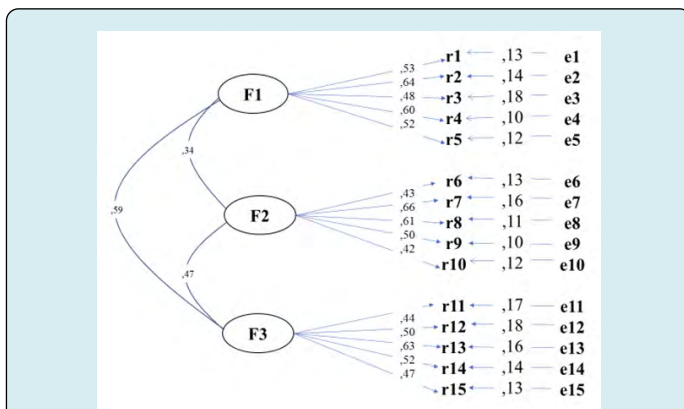 r1 ,13 e1
,53
r2 ,14 e2
,64
F1
,48
r3 ,18 e3
,60
r4 ,10 e4
,52
r5 ,12 e5
,34
r6 ,13 e6
,43
r7 ,16 e7
,66
,59
F2
,61
r8 ,11 e8
,50
r9 ,10 e9
,42
r10 ,12 e10
,47
r11 ,17 e11
,44
r12 ,18 e12
,50
F3
,63
r13 ,16 e13
,52
r14 ,14 e14
,47
r15 ,13 e15